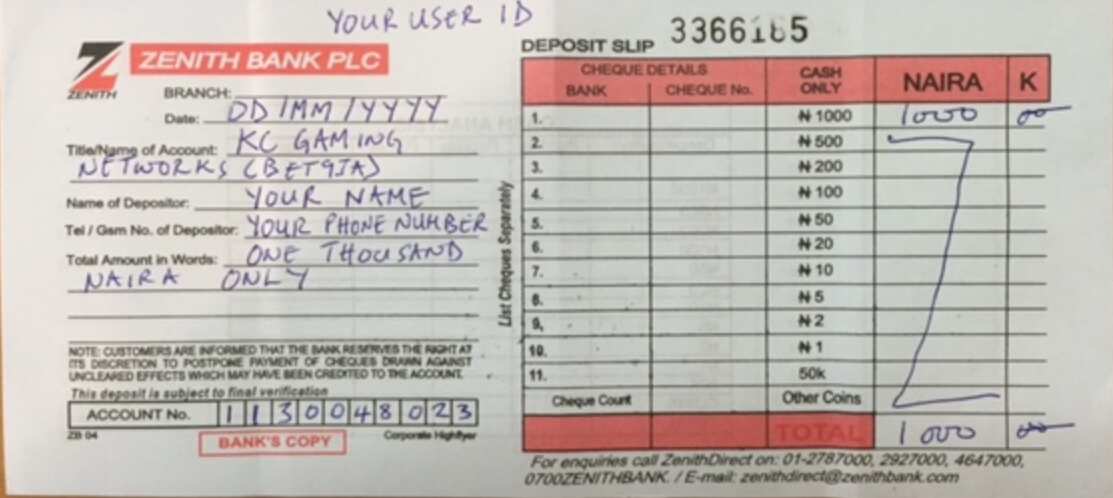 YOUR USER ID
ZENITH BANK PLC
ZENITH
BRANCH:
Date: DD/MM/YYYY
Title/Name of Account: KC GAMING
NETWORKS (BET9JA)
Name of Depositor: YOUR NAME
Tel / Gsm No. of Depositor: YOUR PHONE NUMBER
Total Amount in Words: ONE THOUSAND
NAIRA ONLY
NOTE: CUSTOMERS ARE INFORMED THAT THE BANK RESERVES THE RIGHT AT
ITS DISCRETION TO POSTPONE PAYMENT OF CHEQUES DRAWN AGAINST
UNCLEARED EFFECTS WHICH MAY HAVE BEEN CREDITED TO THE ACCOUNT.
This deposit is subject to final verification
ACCOUNT No. 1130048023
ZB 04
BANK'S COPY
Corporate Highflyer
DEPOSIT SLIP 3366185
CHEQUE DETAILS CASH ONLY NAIRA K
BANK CHEQUE No.
List Cheques Separately
1. ₦1000 1000 00
2. ₦500
3. ₦200
4. ₦100
5. ₦50
6. ₦20
7. ₦10
8. ₦5
9, ₦2
10. ₦1
11. 50k
Cheque Count Other Coins
TOTAL 1000 00
For enquiries call ZenithDirect on: 01-2787000, 2927000, 4647000,
0700ZENITHBANK. / E-mail: zenithdirect@zenithbank.com